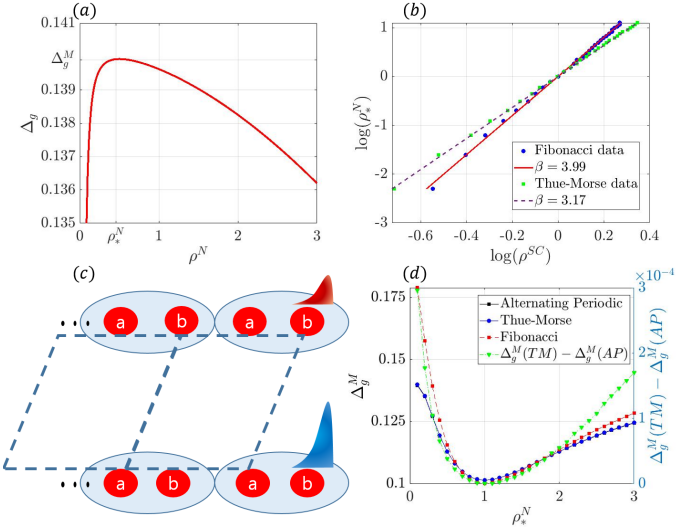 (a)
0.141
Δ_g^M
0.139
0.138
0.137
0.136
0.135
Δ_g
0 ρ_*^N 1 2 3
ρ^N
(b)
1
0
-1
-2
-3
log(ρ_*^N)
Fibonacci data
β = 3.99
Thue-Morse data
β = 3.17
-0.6 -0.4 -0.2 0 0.2 0.4
log(ρ^{SC})
(c)
a b a b
a b a b
(d)
×10^{-4}
0.175
0.15
0.125
0.1
Δ_g^M
Alternating Periodic
Thue-Morse
Fibonacci
Δ_g^M(TM) − Δ_g^M(AP)
3
2
1
0
Δ_g^M(TM) − Δ_g^M(AP)
0 1 2 3
ρ_*^N